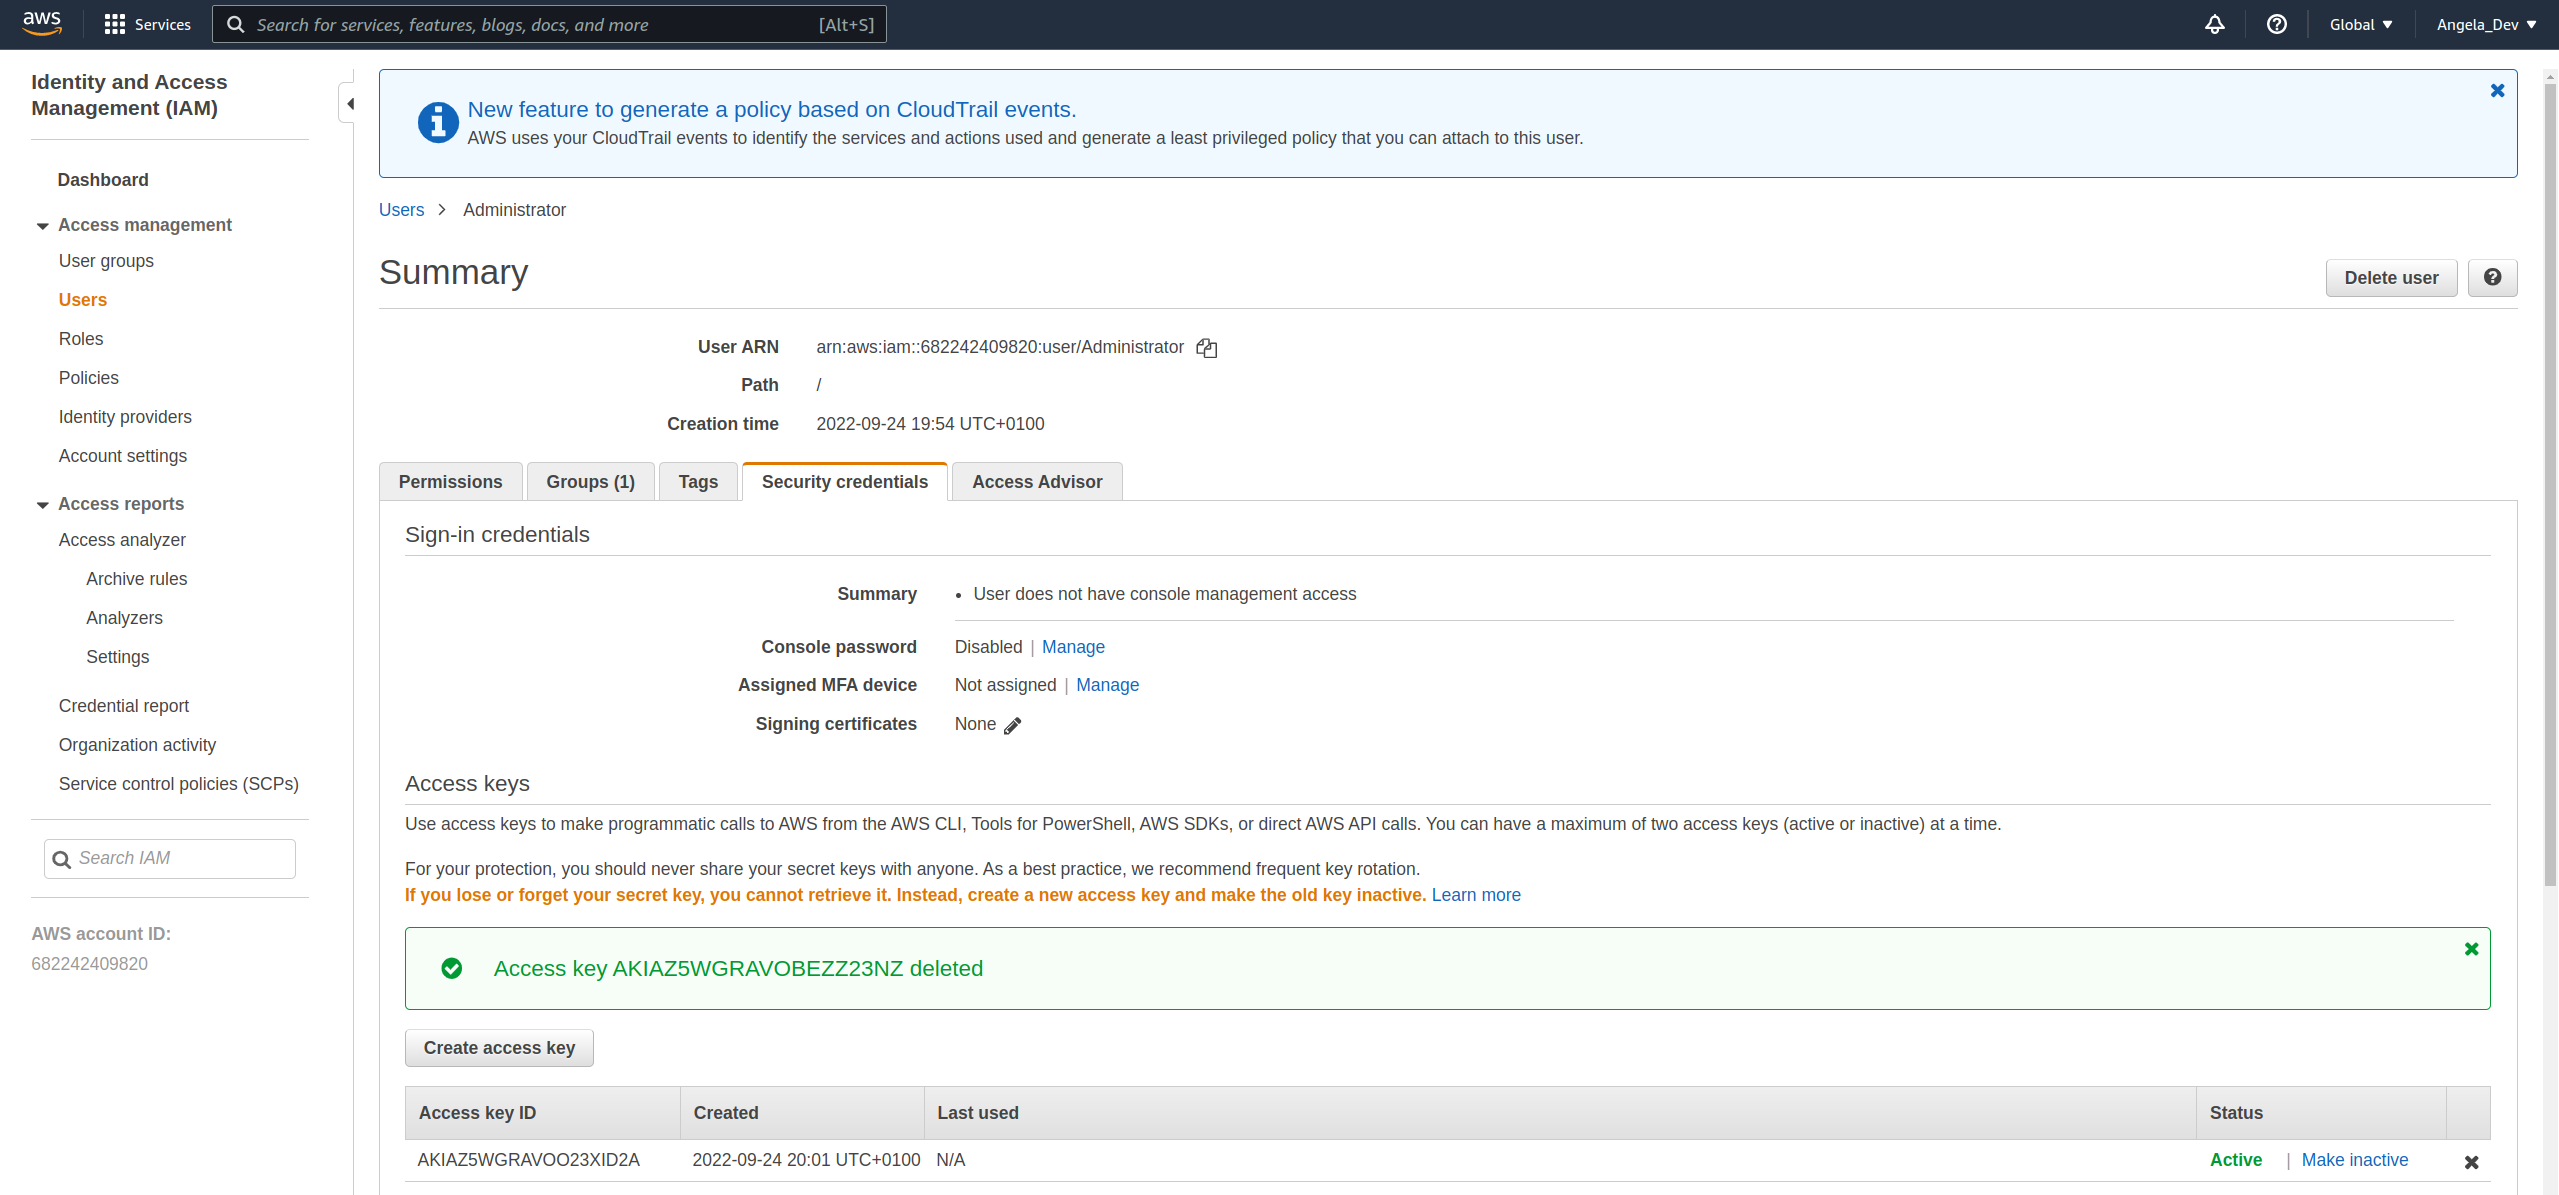 aws
Services
Search for services, features, blogs, docs, and more
[Alt+S]
Global
Angela_Dev
Identity and Access
Management (IAM)
Dashboard
Access management
User groups
Users
Roles
Policies
Identity providers
Account settings
Access reports
Access analyzer
Archive rules
Analyzers
Settings
Credential report
Organization activity
Service control policies (SCPs)
Search IAM
AWS account ID:
682242409820
New feature to generate a policy based on CloudTrail events.
AWS uses your CloudTrail events to identify the services and actions used and generate a least privileged policy that you can attach to this user.
Users > Administrator
Summary
Delete user
User ARN arn:aws:iam::682242409820:user/Administrator
Path /
Creation time 2022-09-24 19:54 UTC+0100
Permissions Groups (1) Tags Security credentials Access Advisor
Sign-in credentials
Summary • User does not have console management access
Console password Disabled | Manage
Assigned MFA device Not assigned | Manage
Signing certificates None
Access keys
Use access keys to make programmatic calls to AWS from the AWS CLI, Tools for PowerShell, AWS SDKs, or direct AWS API calls. You can have a maximum of two access keys (active or inactive) at a time.
For your protection, you should never share your secret keys with anyone. As a best practice, we recommend frequent key rotation.
If you lose or forget your secret key, you cannot retrieve it. Instead, create a new access key and make the old key inactive. Learn more
Access key AKIAZ5WGRAVOBEZZ23NZ deleted
Create access key
Access key ID Created Last used Status
AKIAZ5WGRAVOO23XID2A 2022-09-24 20:01 UTC+0100 N/A Active | Make inactive